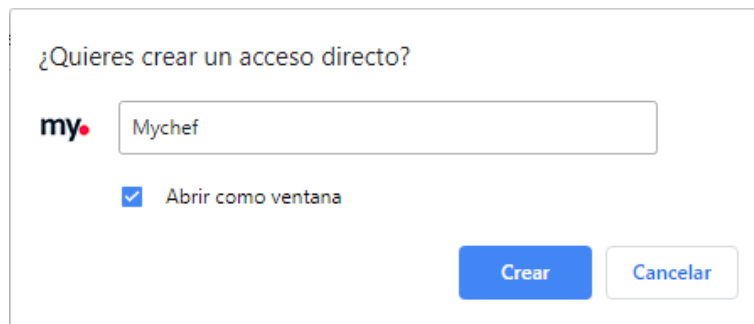 ¿Quieres crear un acceso directo?
my. Mychef
Abrir como ventana
Crear Cancelar